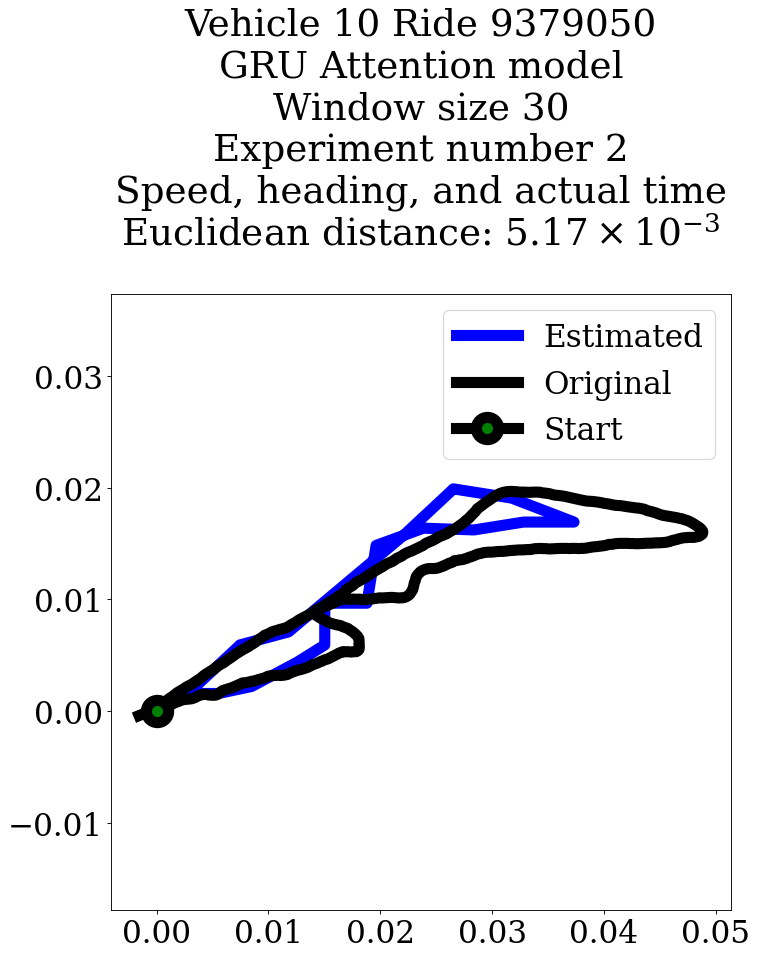 Vehicle 10 Ride 9379050
GRU Attention model
Window size 30
Experiment number 2
Speed, heading, and actual time
Euclidean distance: 5.17 × 10⁻³
Estimated
Original
Start
0.03
0.02
0.01
0.00
−0.01
0.00 0.01 0.02 0.03 0.04 0.05